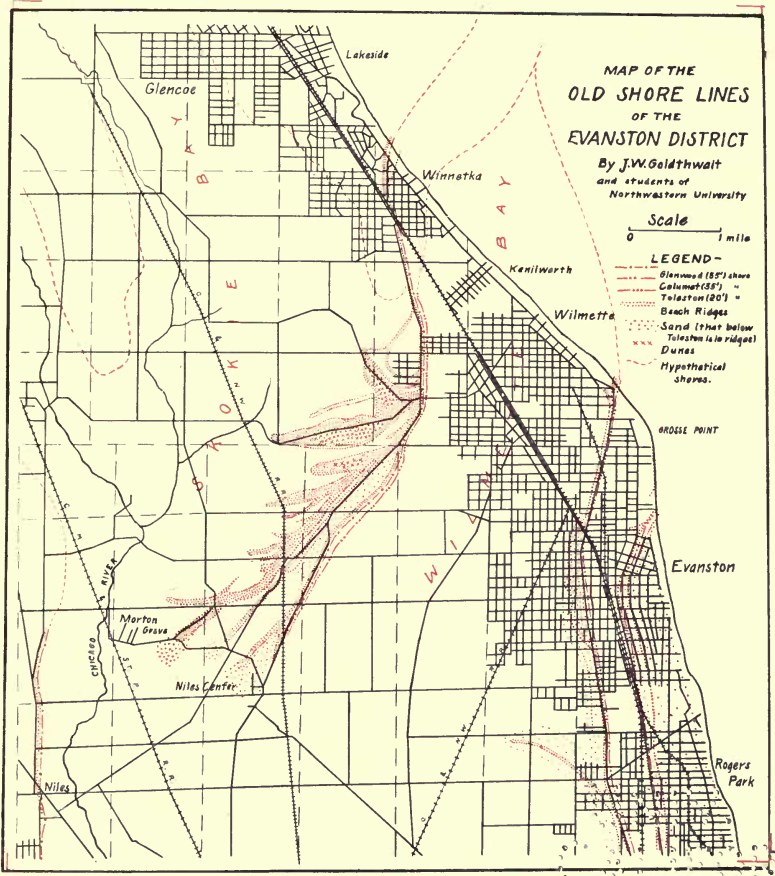 MAP OF THE
OLD SHORE LINES
OF THE
EVANSTON DISTRICT
By J.W. Goldthwait
and students of
Northwestern University
Scale
0 1 mile
LEGEND-
Glenwood (55') shore
Calumet (35') "
Toleston (20') "
Beach Ridges
Sand (that below
Toleston is lo ridges)
Dunes
Hypothetical
shores.
Lakeside
Glencoe
Winnetka
Kenilworth
Wilmette
GROSSE POINT
Evanston
Rogers
Park
SKOKIE BAY
WILMETTE BAY
Morton
Grove
Niles Center
Niles
CHICAGO RIVER
C. & N.W. R.R.
C. M. & ST. P. R.R.
C. & N.W. R.R.